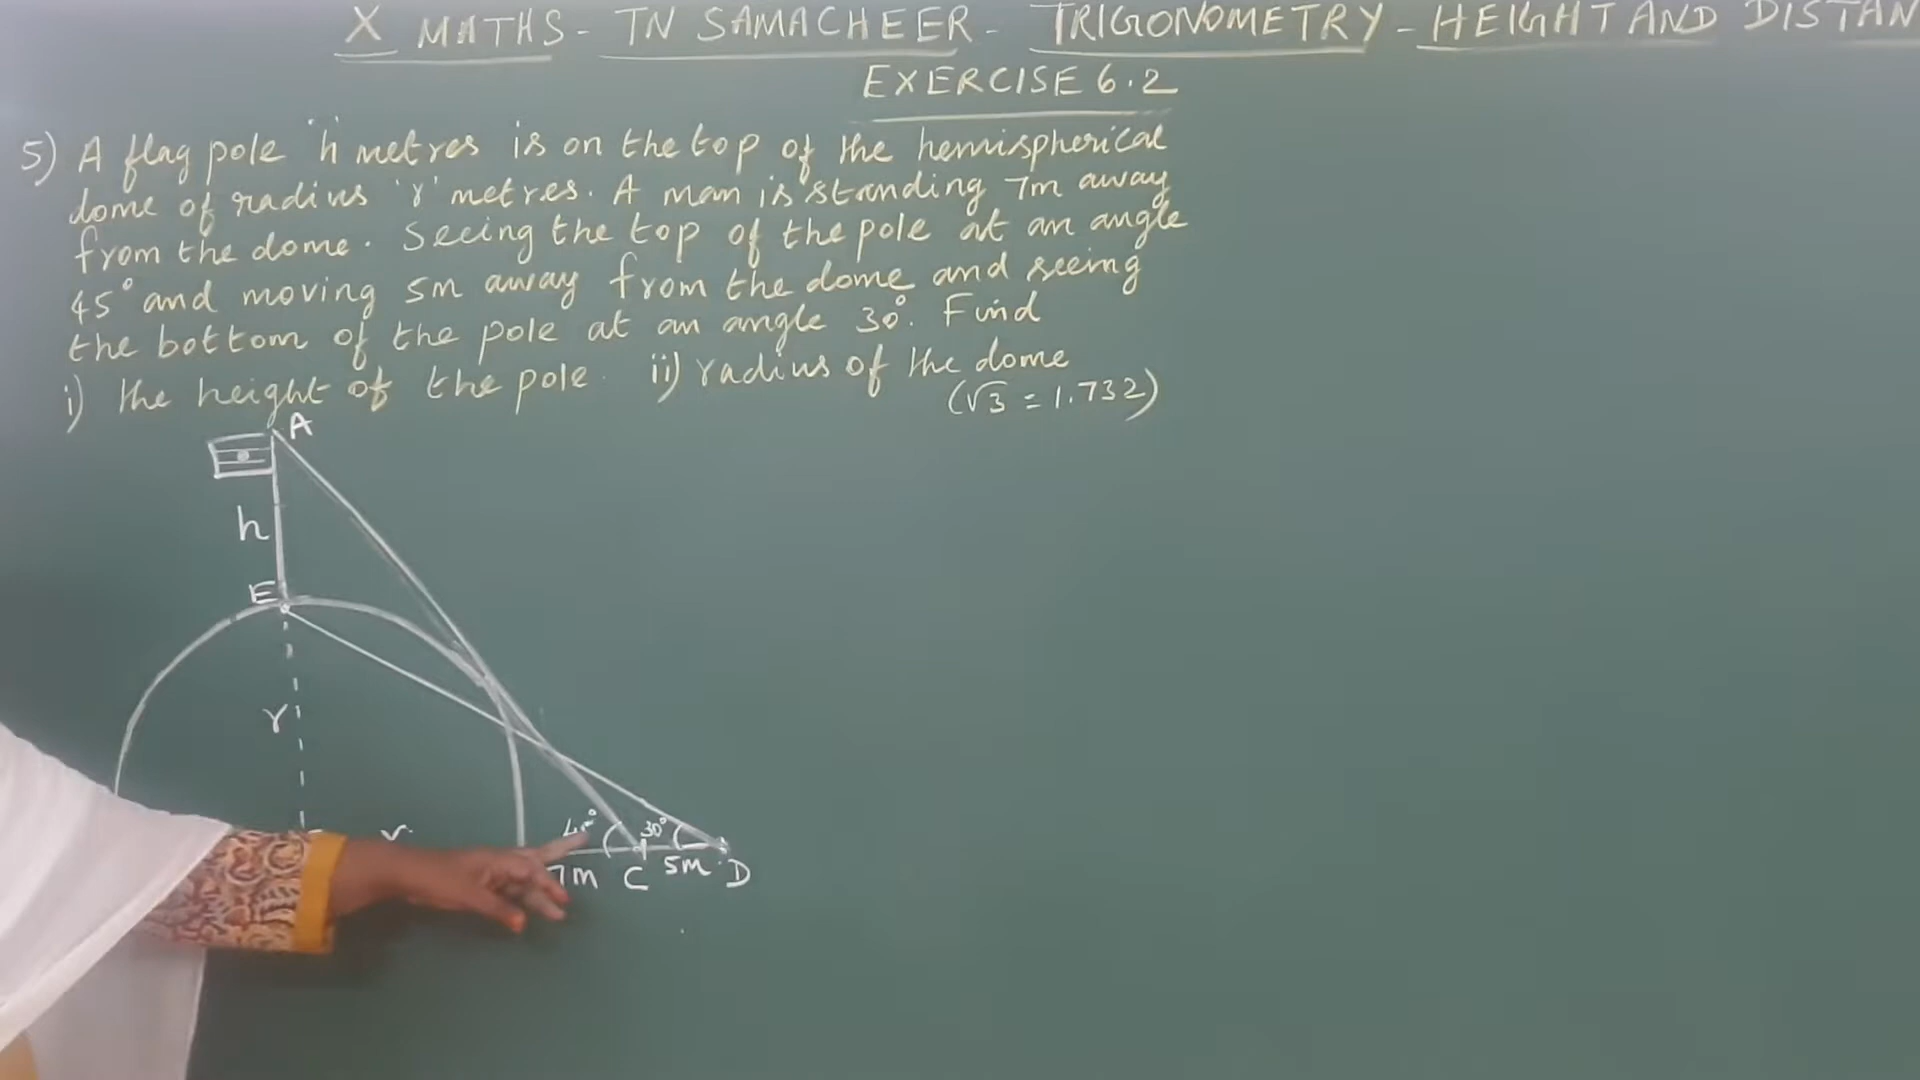 X MATHS - TN SAMACHEER - TRIGONOMETRY - HEIGHT AND DISTAN
EXERCISE 6.2
5) A flag pole 'h' metres is on the top of the hemispherical
dome of radius 'r' metres. A man is standing 7m away
from the dome. Seeing the top of the pole at an angle
45° and moving 5m away from the dome and seeing
the bottom of the pole at an angle 30°. Find
i) the height of the pole. ii) radius of the dome
(√3 = 1.732)
A
h
E
r
r
30°
7m C 5m D